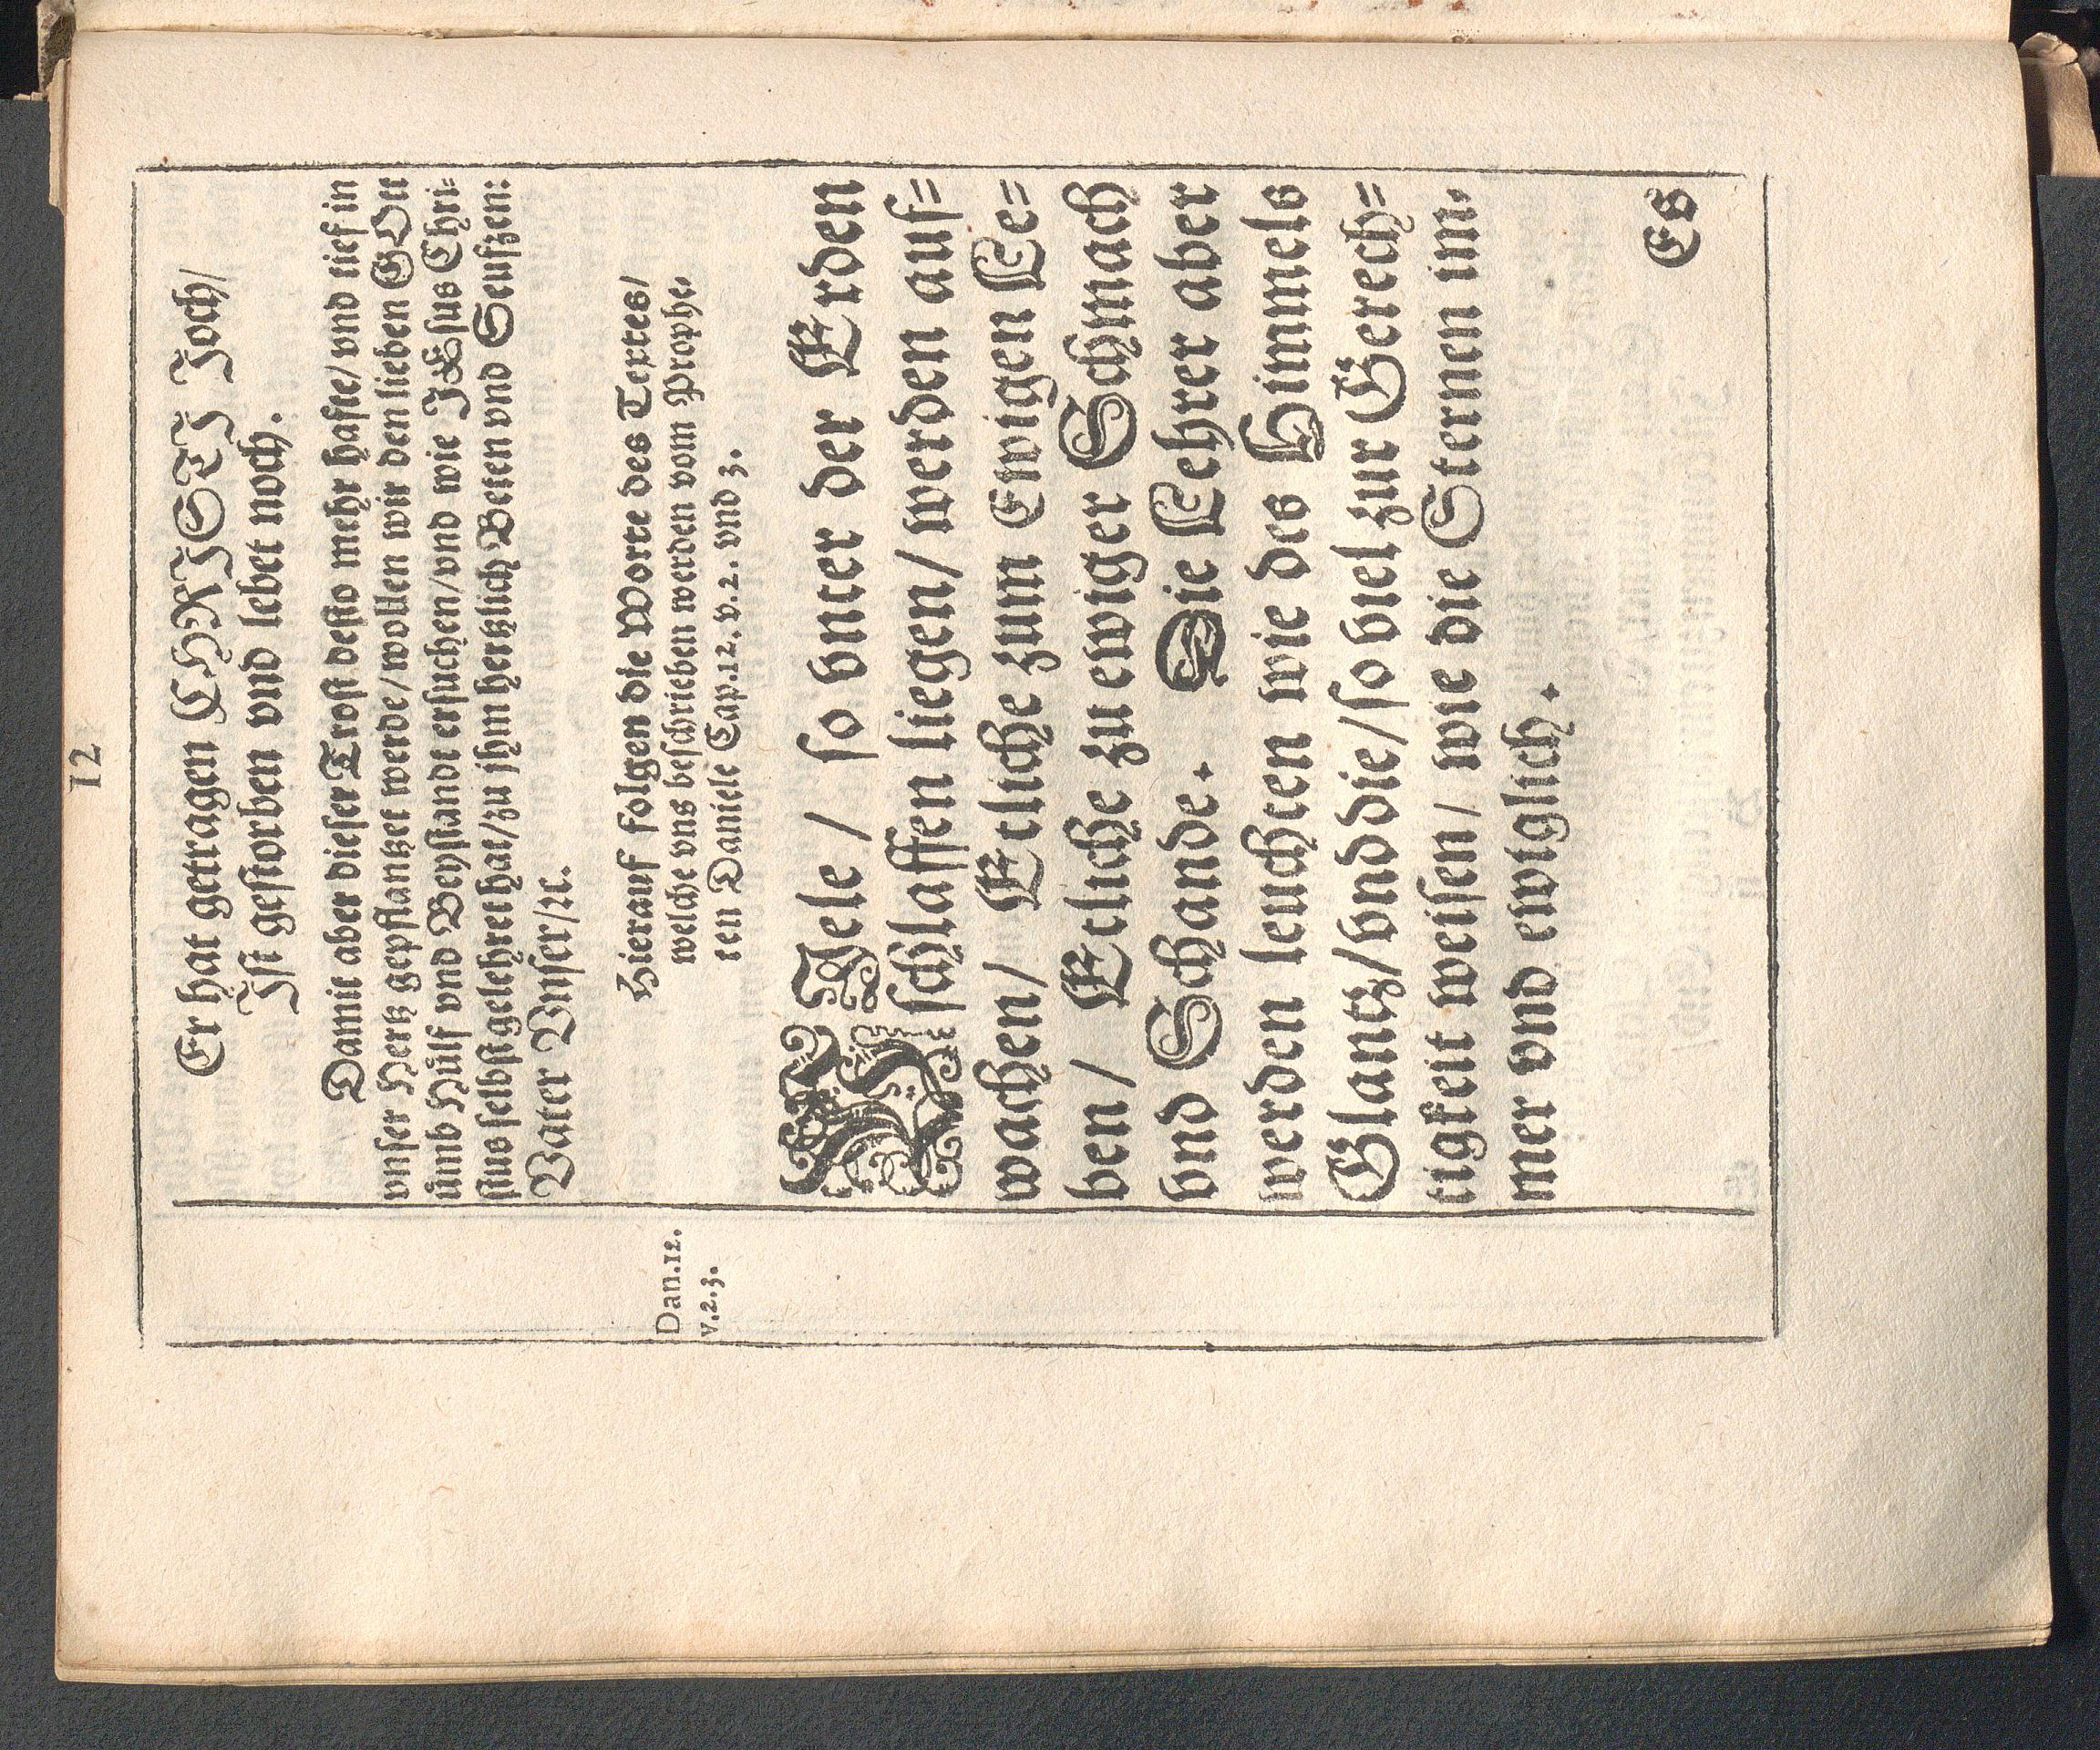 12
Er hat getragen CHRISTI Joch/
Ist gestorben vnd lebet noch.
Damit aber dieser Trost desto mehr hafte/vnd tief in
vnser Hertz gepflantzet werde/wollen wir den lieben GOtt
ümb Hülf vnd Beystandt ersuchen/vnd wie JEsus Chri-
stus selbst gelehret hat/zu jhm hertzlich Beten vnd Seufzen:
Vater Vnser/ꝛc.
Hierauf folgen die Worte des Textes/
welche vns beschrieben werden vom Prophe-
ten Daniele Cap.12. v.2. vnd 3.
Dan.12.
v.2.3.
VJele / so vnter der Erden
schlaffen liegen/ werden auf-
wachen/ Etliche zum Ewigen Le-
ben/ Etliche zu ewiger Schmach
vnd Schande. Die Lehrer aber
werden leuchten wie des Himmels
Glantz/vnd die/so viel zur Gerech-
tigkeit weisen/ wie die Sternen im-
mer vnd ewiglich.
Es